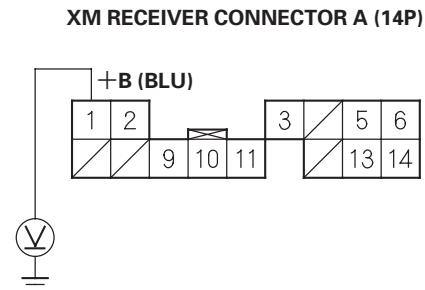 XM RECEIVER CONNECTOR A (14P)
+B (BLU)
1 2 3 5 6
9 10 11 13 14
V